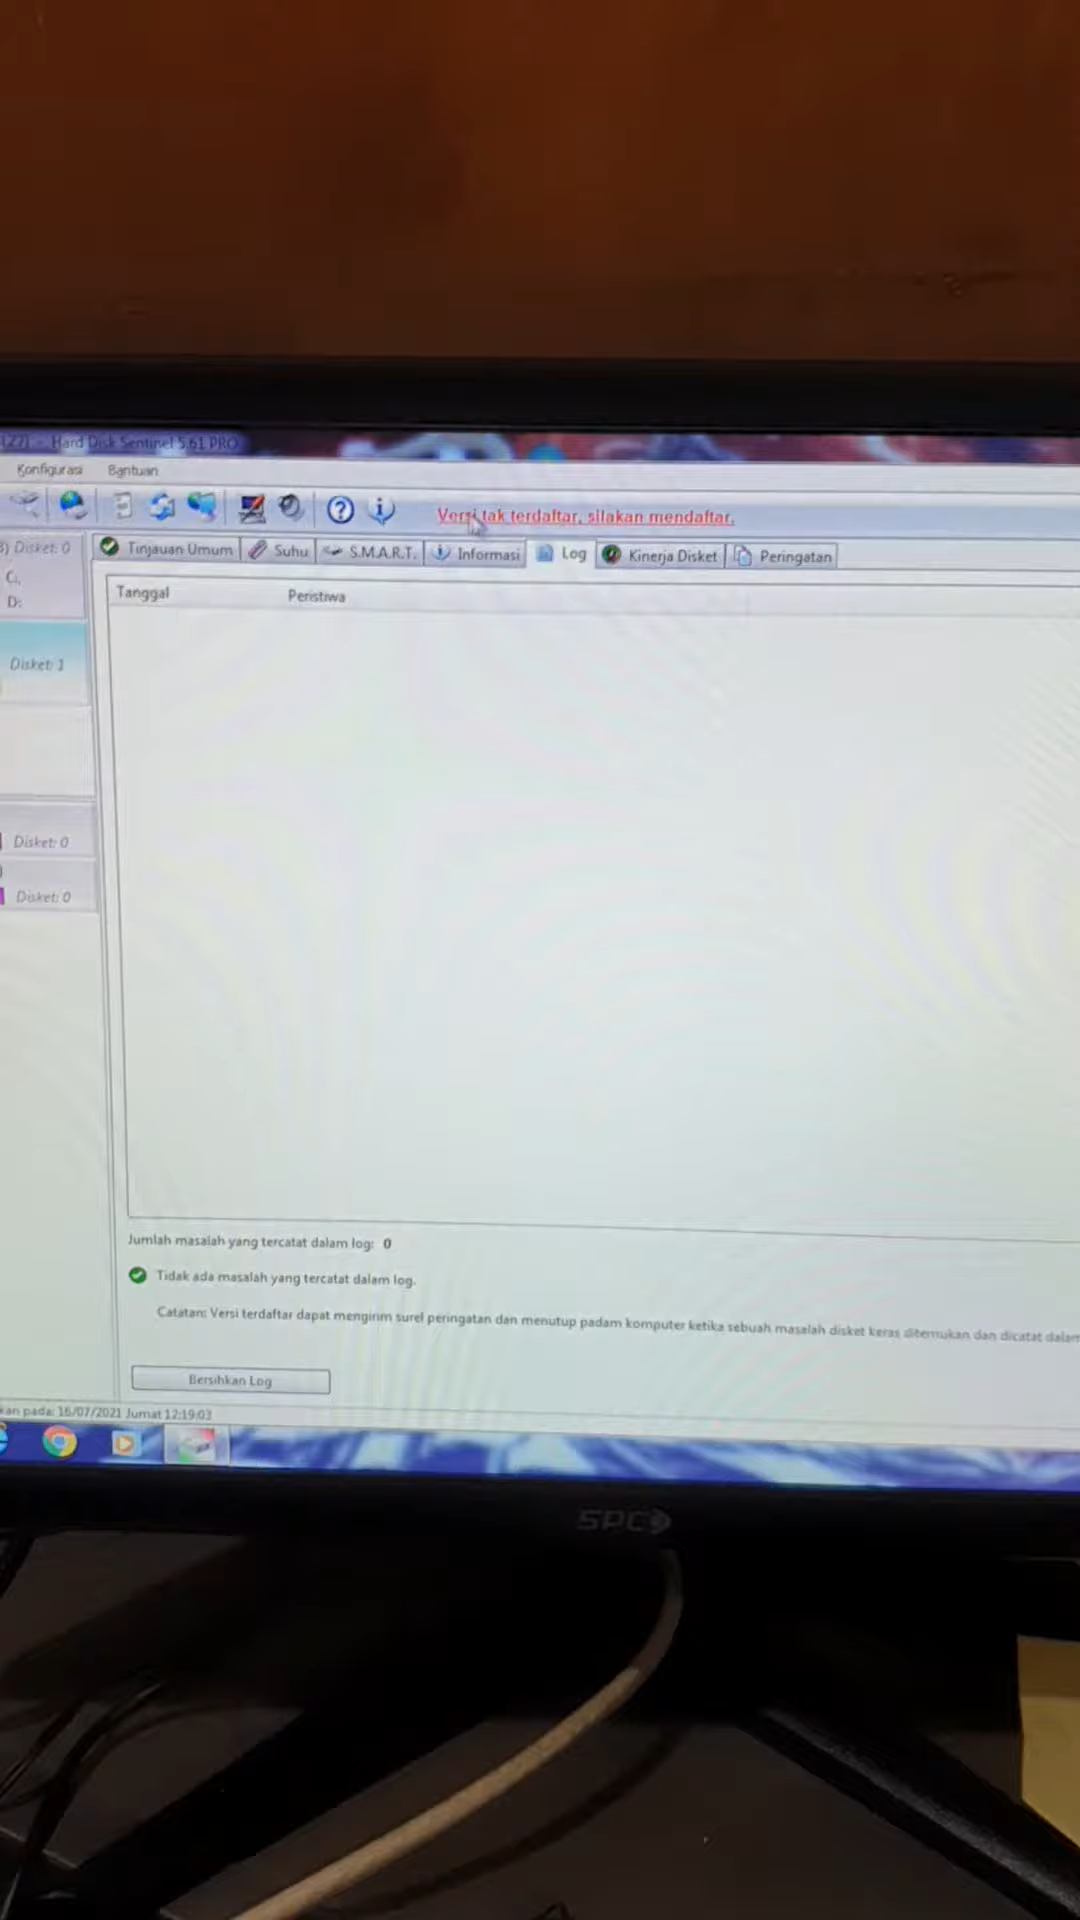 [27] - Hard Disk Sentinel 5.61 PRO
Konfigurasi Bantuan
Versi tak terdaftar, silakan mendaftar.
Disket: 0
Tinjauan Umum Suhu S.M.A.R.T. Informasi Log Kinerja Disket Peringatan
C:,
D:
Tanggal Peristiwa
Disket: 1
Disket: 0
Disket: 0
Jumlah masalah yang tercatat dalam log: 0
Tidak ada masalah yang tercatat dalam log.
Catatan: Versi terdaftar dapat mengirim surel peringatan dan menutup padam komputer ketika sebuah masalah disket keras ditemukan dan dicatat dalam
Bersihkan Log
kan pada: 16/07/2021 Jumat 12:19:03
SPC